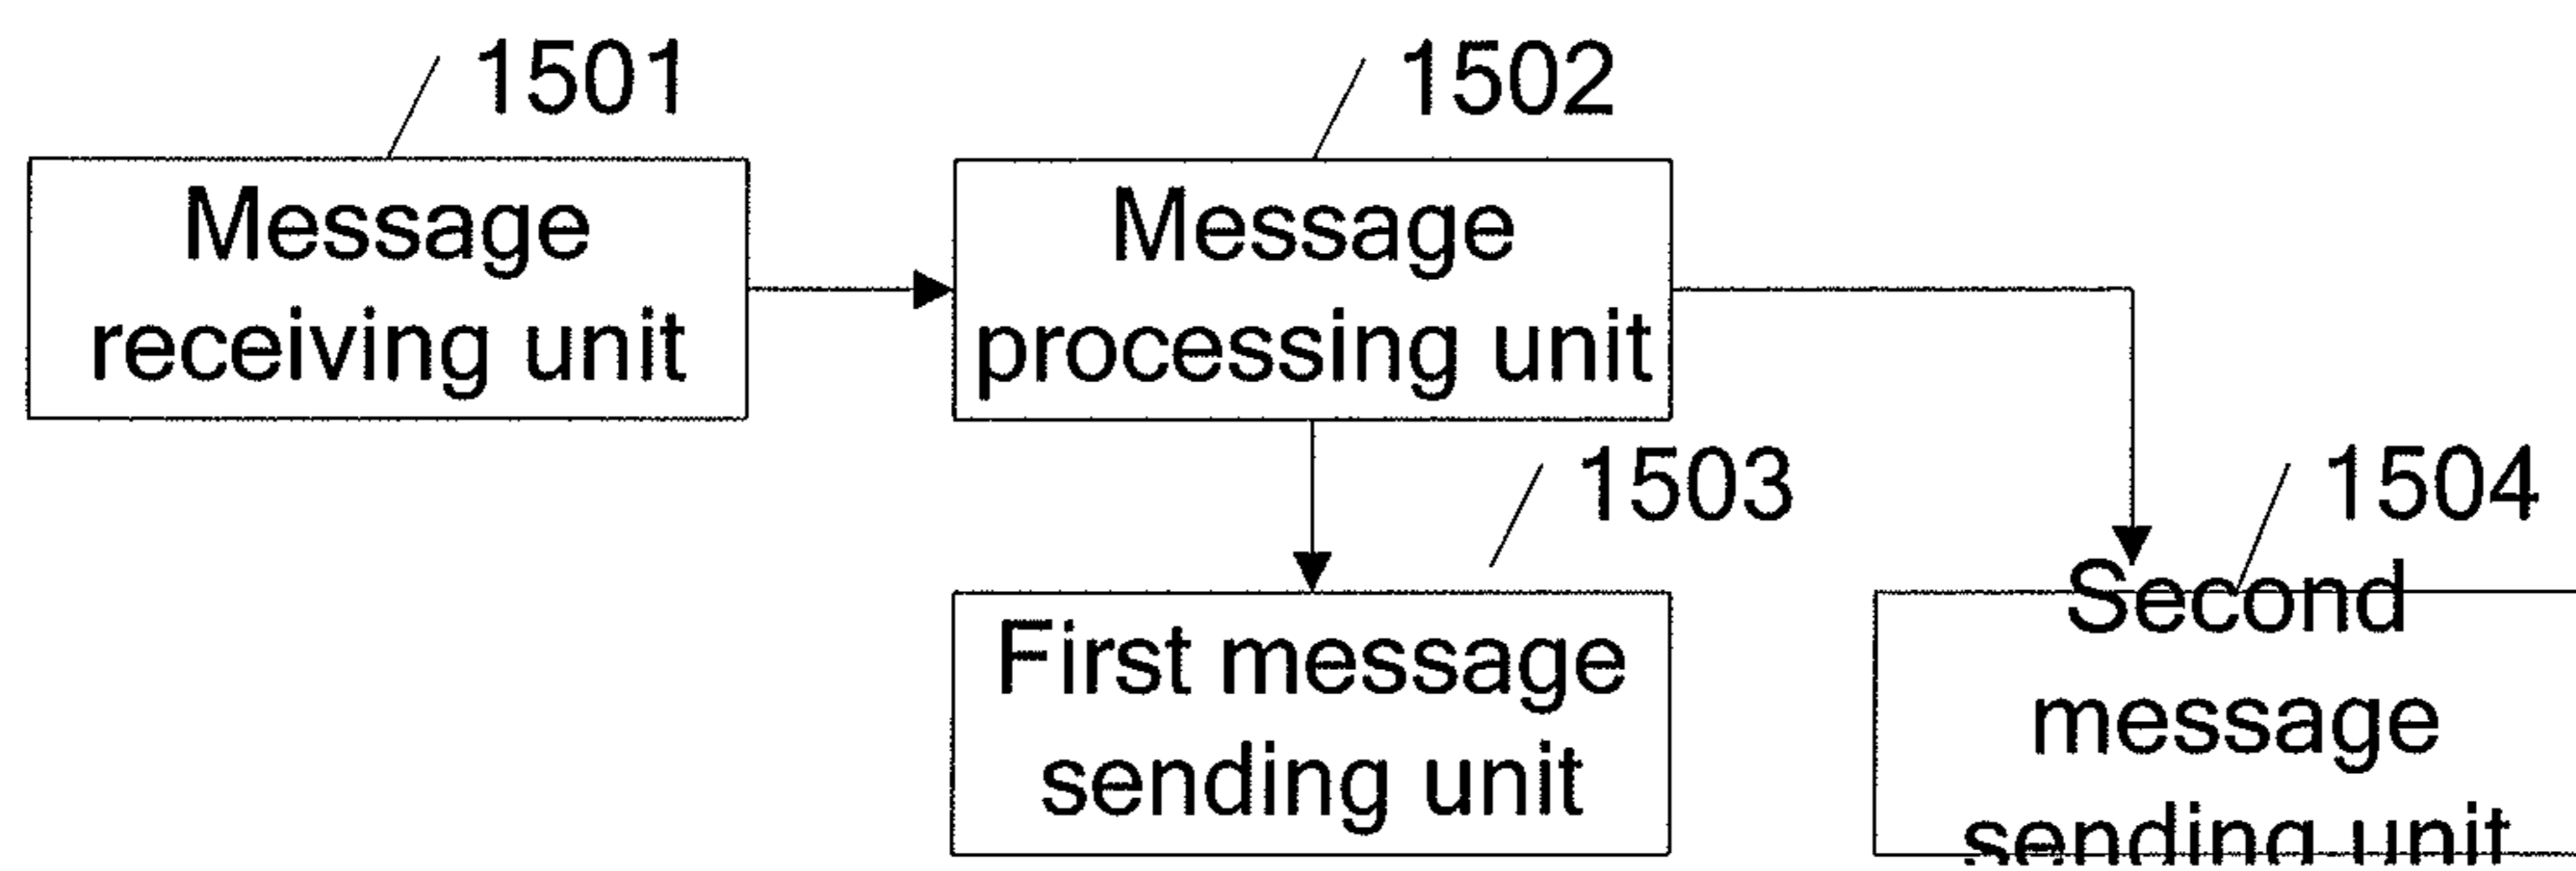 1501
1502
Message
receiving unit
Message
processing unit
1503
1504
First message
sending unit
Second
message
sending unit